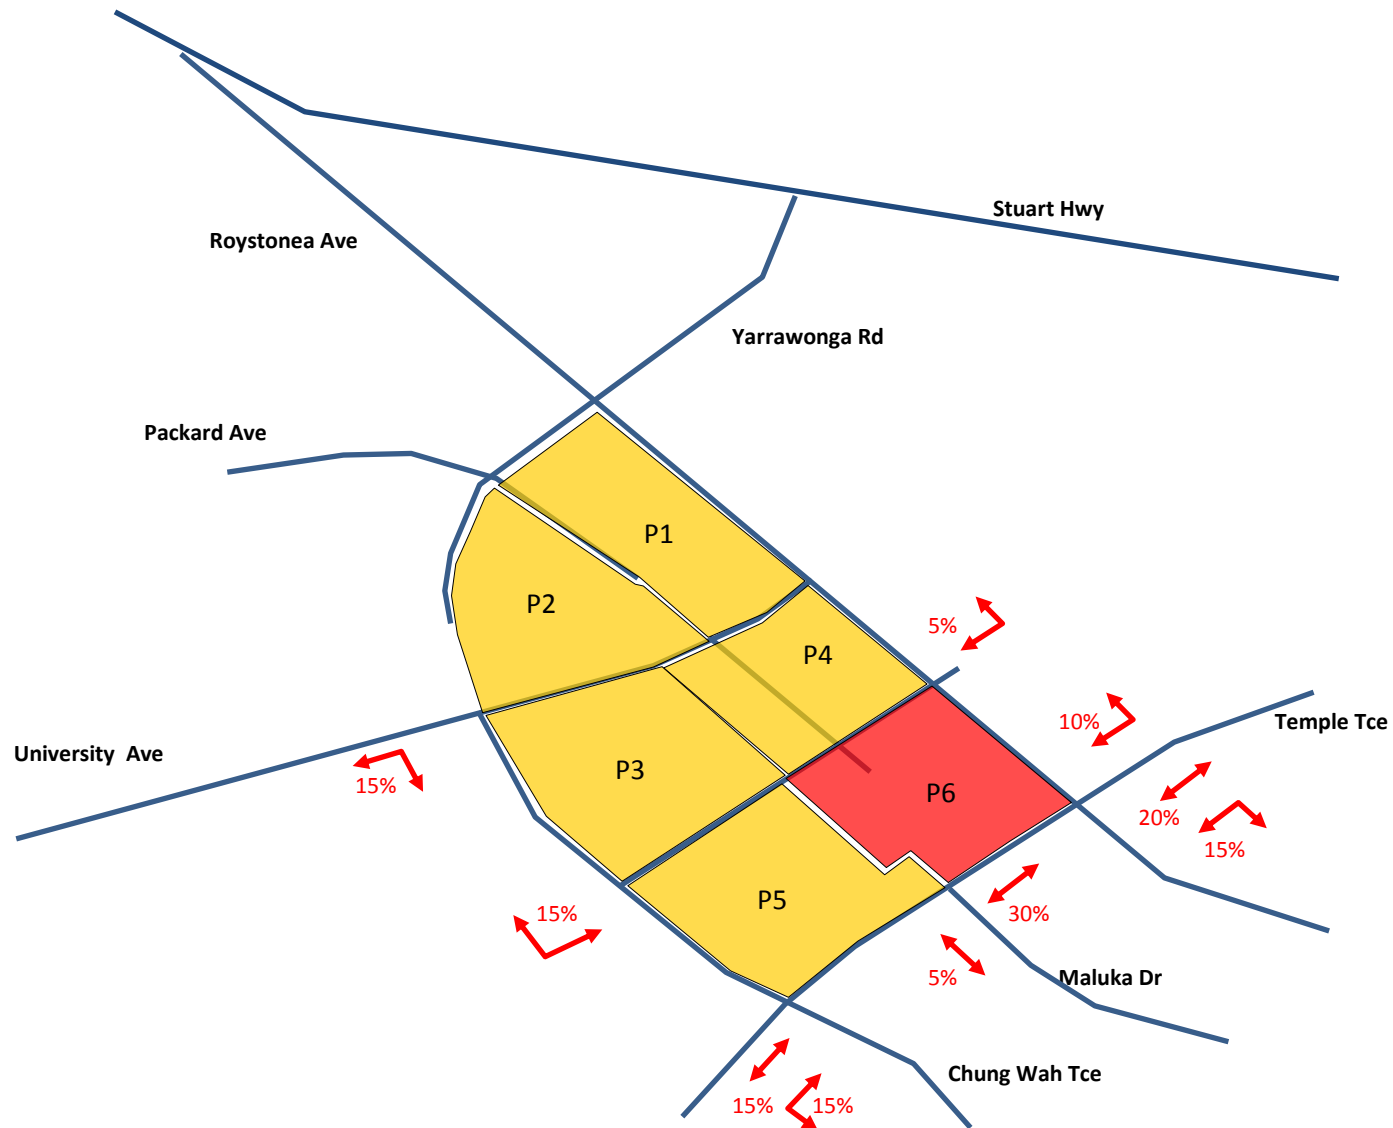 Stuart Hwy
Roystonea Ave
Yarrawonga Rd
Packard Ave
P1
P2
5%
P4
10%
Temple Tce
University  Ave
15%
P3
P6
20%
15%
P5
15%
30%
5%
Maluka Dr
Chung Wah Tce
15%
15%